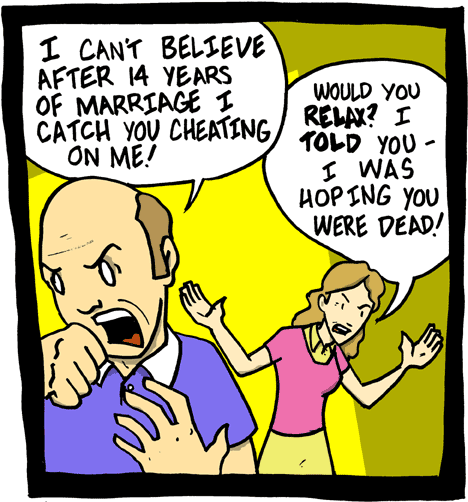 I CAN'T BELIEVE
AFTER 14 YEARS
OF MARRIAGE I
CATCH YOU CHEATING
ON ME!
WOULD YOU
RELAX? I
TOLD YOU -
I WAS
HOPING YOU
WERE DEAD!